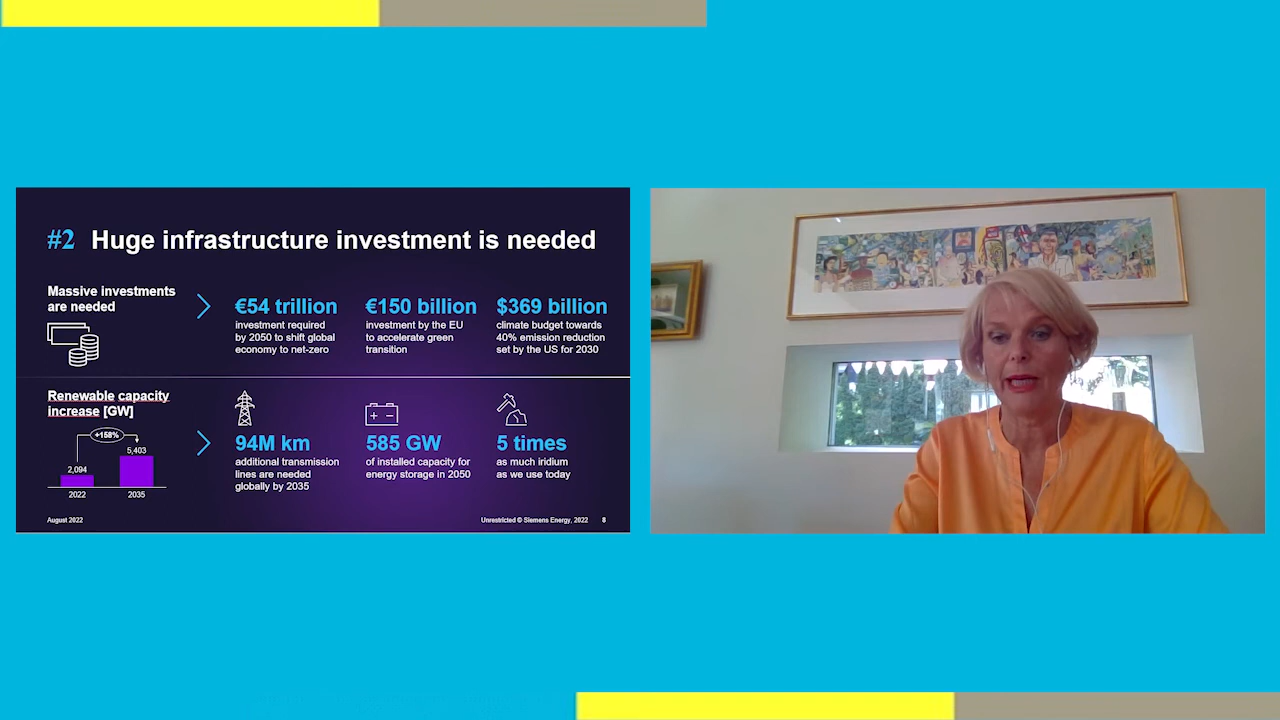 #2 Huge infrastructure investment is needed
Massive investments
are needed
€54 trillion
investment required
by 2050 to shift global
economy to net-zero
€150 billion
investment by the EU
to accelerate green
transition
$369 billion
climate budget towards
40% emission reduction
set by the US for 2030
Renewable capacity
increase [GW]
+158%
2,094
5,403
2022
2035
94M km
additional transmission
lines are needed
globally by 2035
585 GW
of installed capacity for
energy storage in 2050
5 times
as much iridium
as we use today
August 2022
Unrestricted © Siemens Energy, 2022
8